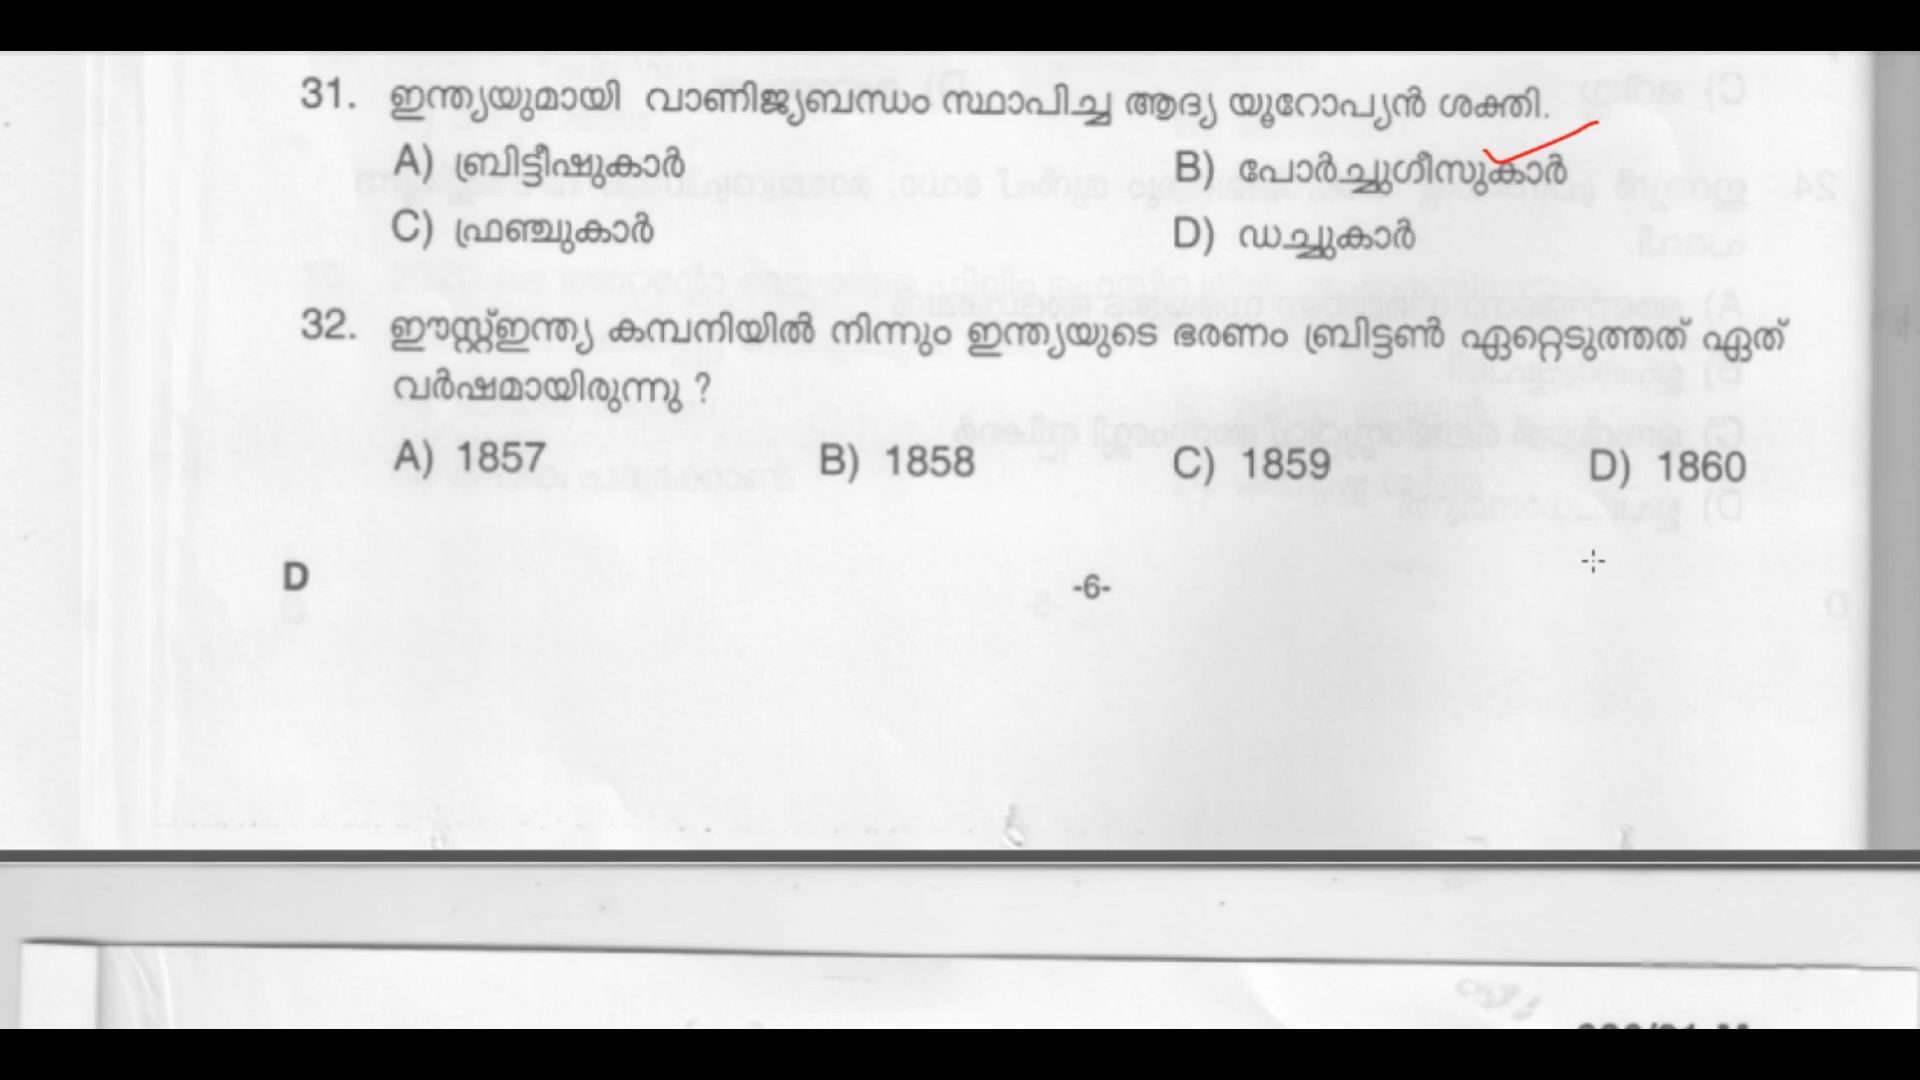 31. ഇന്ത്യയുമായി വാണിജ്യബന്ധം സ്ഥാപിച്ച ആദ്യ യൂറോപ്യൻ ശക്തി.
A) ബ്രിട്ടീഷുകാർ B) പോർച്ചുഗീസുകാർ
C) ഫ്രഞ്ചുകാർ D) ഡച്ചുകാർ
32. ഈസ്റ്റ്ഇന്ത്യ കമ്പനിയിൽ നിന്നും ഇന്ത്യയുടെ ഭരണം ബ്രിട്ടൺ ഏറ്റെടുത്തത് ഏത്
വർഷമായിരുന്നു ?
A) 1857 B) 1858 C) 1859 D) 1860
D -6-